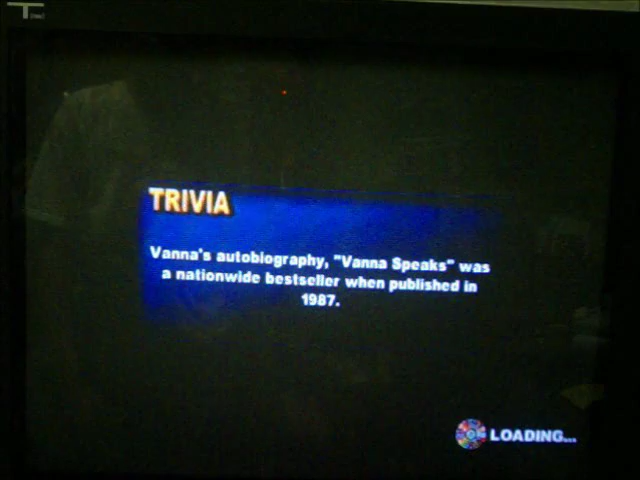 TRIVIA
Vanna's autobiography, "Vanna Speaks" was
a nationwide bestseller when published in
1987.
LOADING...